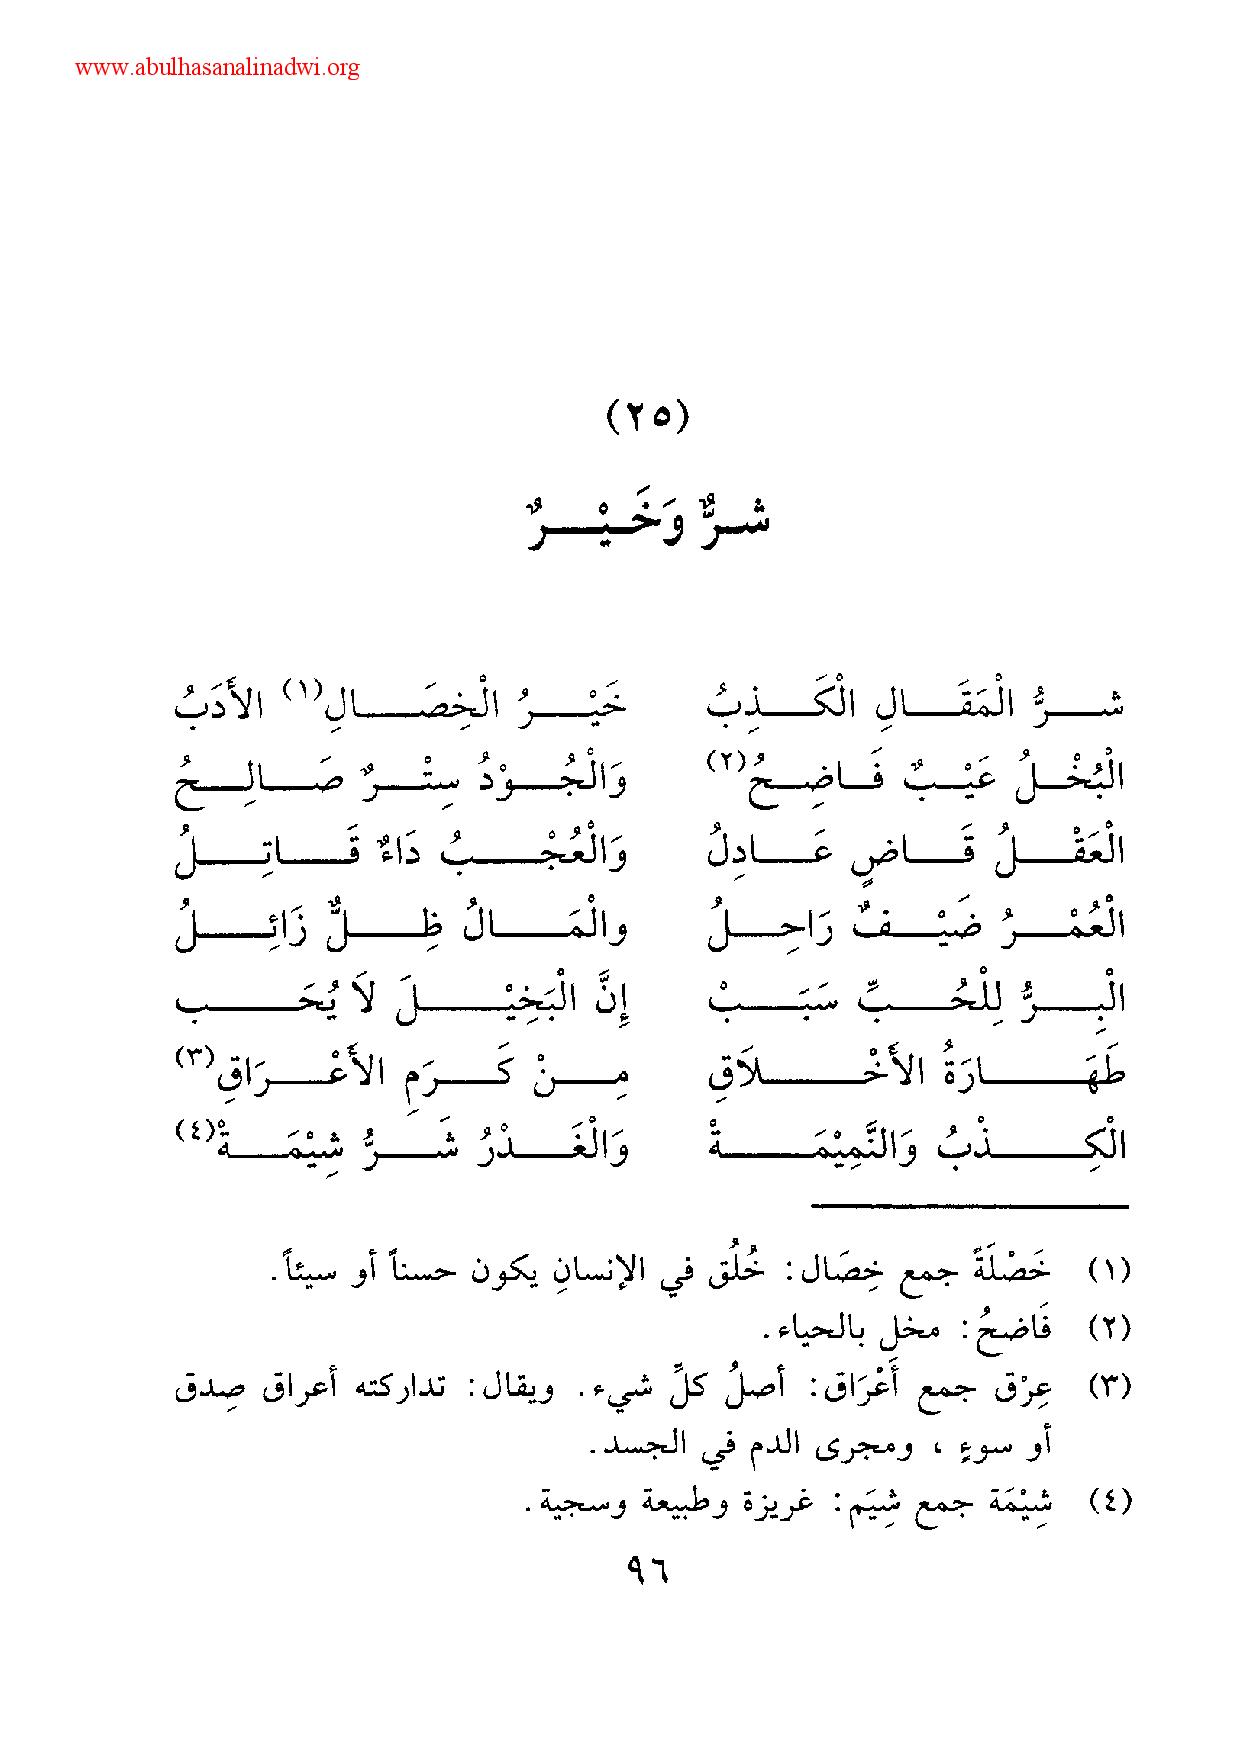 www.abulhasanalinadwi.org
(٢٥)
شرٌّ وَخَيْرٌ
شرُّ الْمَقَالِ الْكَذِبُ خَيْرُ الْخِصَالِ(١) الأَدَبُ
الْبُخْلُ عَيْبٌ فَاضِحُ(٢) وَالْجُوْدُ سِتْرٌ صَالِحُ
الْعَقْلُ قَاضٍ عَادِلُ وَالْعُجْبُ دَاءٌ قَاتِلُ
الْعُمْرُ ضَيْفٌ رَاحِلُ والْمَالُ ظِلٌّ زَائِلُ
الْبِرُّ لِلْحُبِّ سَبَبْ إِنَّ الْبَخِيْلَ لاَ يُحَب
طَهَارَةُ الأَخْلاَقِ مِنْ كَرَمِ الأَعْرَاقِ(٣)
الْكِذْبُ وَالنَّمِيْمَةْ وَالْغَدْرُ شَرُّ شِيْمَةْ(٤)
(١) خَصْلَةً جمع خِصَال: خُلُق في الإنسانِ يكون حسناً أو سيئاً.
(٢) فَاضحُ: مخل بالحياء.
(٣) عِرْق جمع أَعْرَاق: أصلُ كلِّ شيء. ويقال: تداركته أعراق صِدق
أو سوءٍ ، ومجرى الدم في الجسد.
(٤) شِيْمَة جمع شِيَم: غريزة وطبيعة وسجية.
٩٦